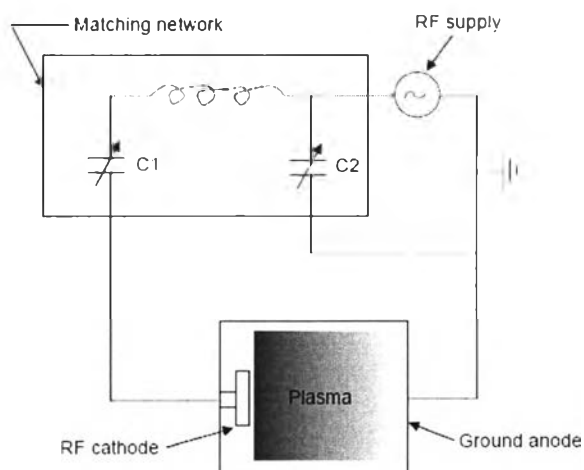 Matching network
RF supply
C1
C2
Plasma
RF cathode
Ground anode